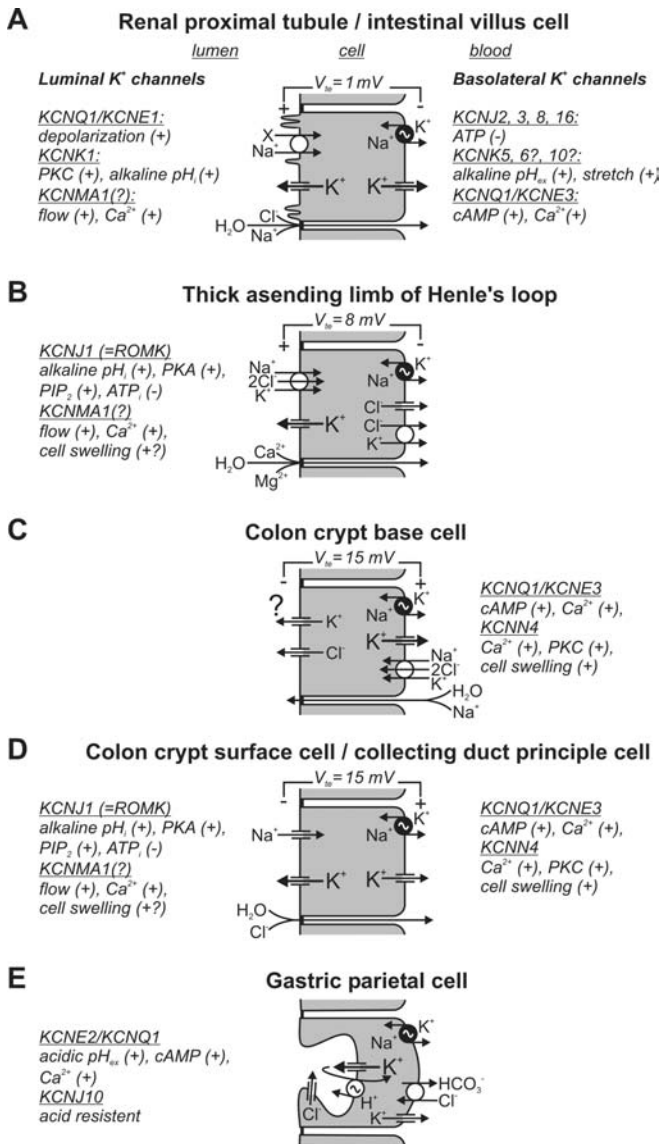 A
Renal proximal tubule / intestinal villus cell
lumen cell blood
Luminal K⁺ channels
KCNQ1/KCNE1:
depolarization (+)
KCNK1:
PKC (+), alkaline pHᵢ (+)
KCNMA1(?):
flow (+), Ca²⁺ (+)
Vₜₑ = 1 mV
+ -
X
Na⁺
K⁺
Na⁺
K⁺ K⁺
Cl⁻
H₂O
Na⁺
Basolateral K⁺ channels
KCNJ2, 3, 8, 16:
ATP (-)
KCNK5, 6?, 10?:
alkaline pHₑₓ (+), stretch (+)
KCNQ1/KCNE3:
cAMP (+), Ca²⁺(+)
B
Thick asending limb of Henle's loop
KCNJ1 (=ROMK)
alkaline pHᵢ (+), PKA (+),
PIP₂ (+), ATPᵢ (-)
KCNMA1(?)
flow (+), Ca²⁺ (+),
cell swelling (+?)
Vₜₑ = 8 mV
+ -
Na⁺
2Cl⁻
K⁺
K⁺
Na⁺
Cl⁻
K⁺
Cl⁻
K⁺
Ca²⁺
H₂O
Mg²⁺
C
Colon crypt base cell
Vₜₑ = 15 mV
- +
?
K⁺
Cl⁻
K⁺
Na⁺
K⁺
Na⁺
2Cl⁻
K⁺
H₂O
Na⁺
KCNQ1/KCNE3
cAMP (+), Ca²⁺ (+),
KCNN4
Ca²⁺ (+), PKC (+),
cell swelling (+)
D
Colon crypt surface cell / collecting duct principle cell
KCNJ1 (=ROMK)
alkaline pHᵢ (+), PKA (+),
PIP₂ (+), ATPᵢ (-)
KCNMA1(?)
flow (+), Ca²⁺ (+),
cell swelling (+?)
Vₜₑ = 15 mV
- +
Na⁺
K⁺
Na⁺
K⁺ K⁺
H₂O
Cl⁻
KCNQ1/KCNE3
cAMP (+), Ca²⁺ (+),
KCNN4
Ca²⁺ (+), PKC (+),
cell swelling (+)
E
Gastric parietal cell
KCNE2/KCNQ1
acidic pHₑₓ (+), cAMP (+),
Ca²⁺ (+)
KCNJ10
acid resistent
K⁺
Na⁺
K⁺
H⁺
Cl⁻
HCO₃⁻
Cl⁻
K⁺